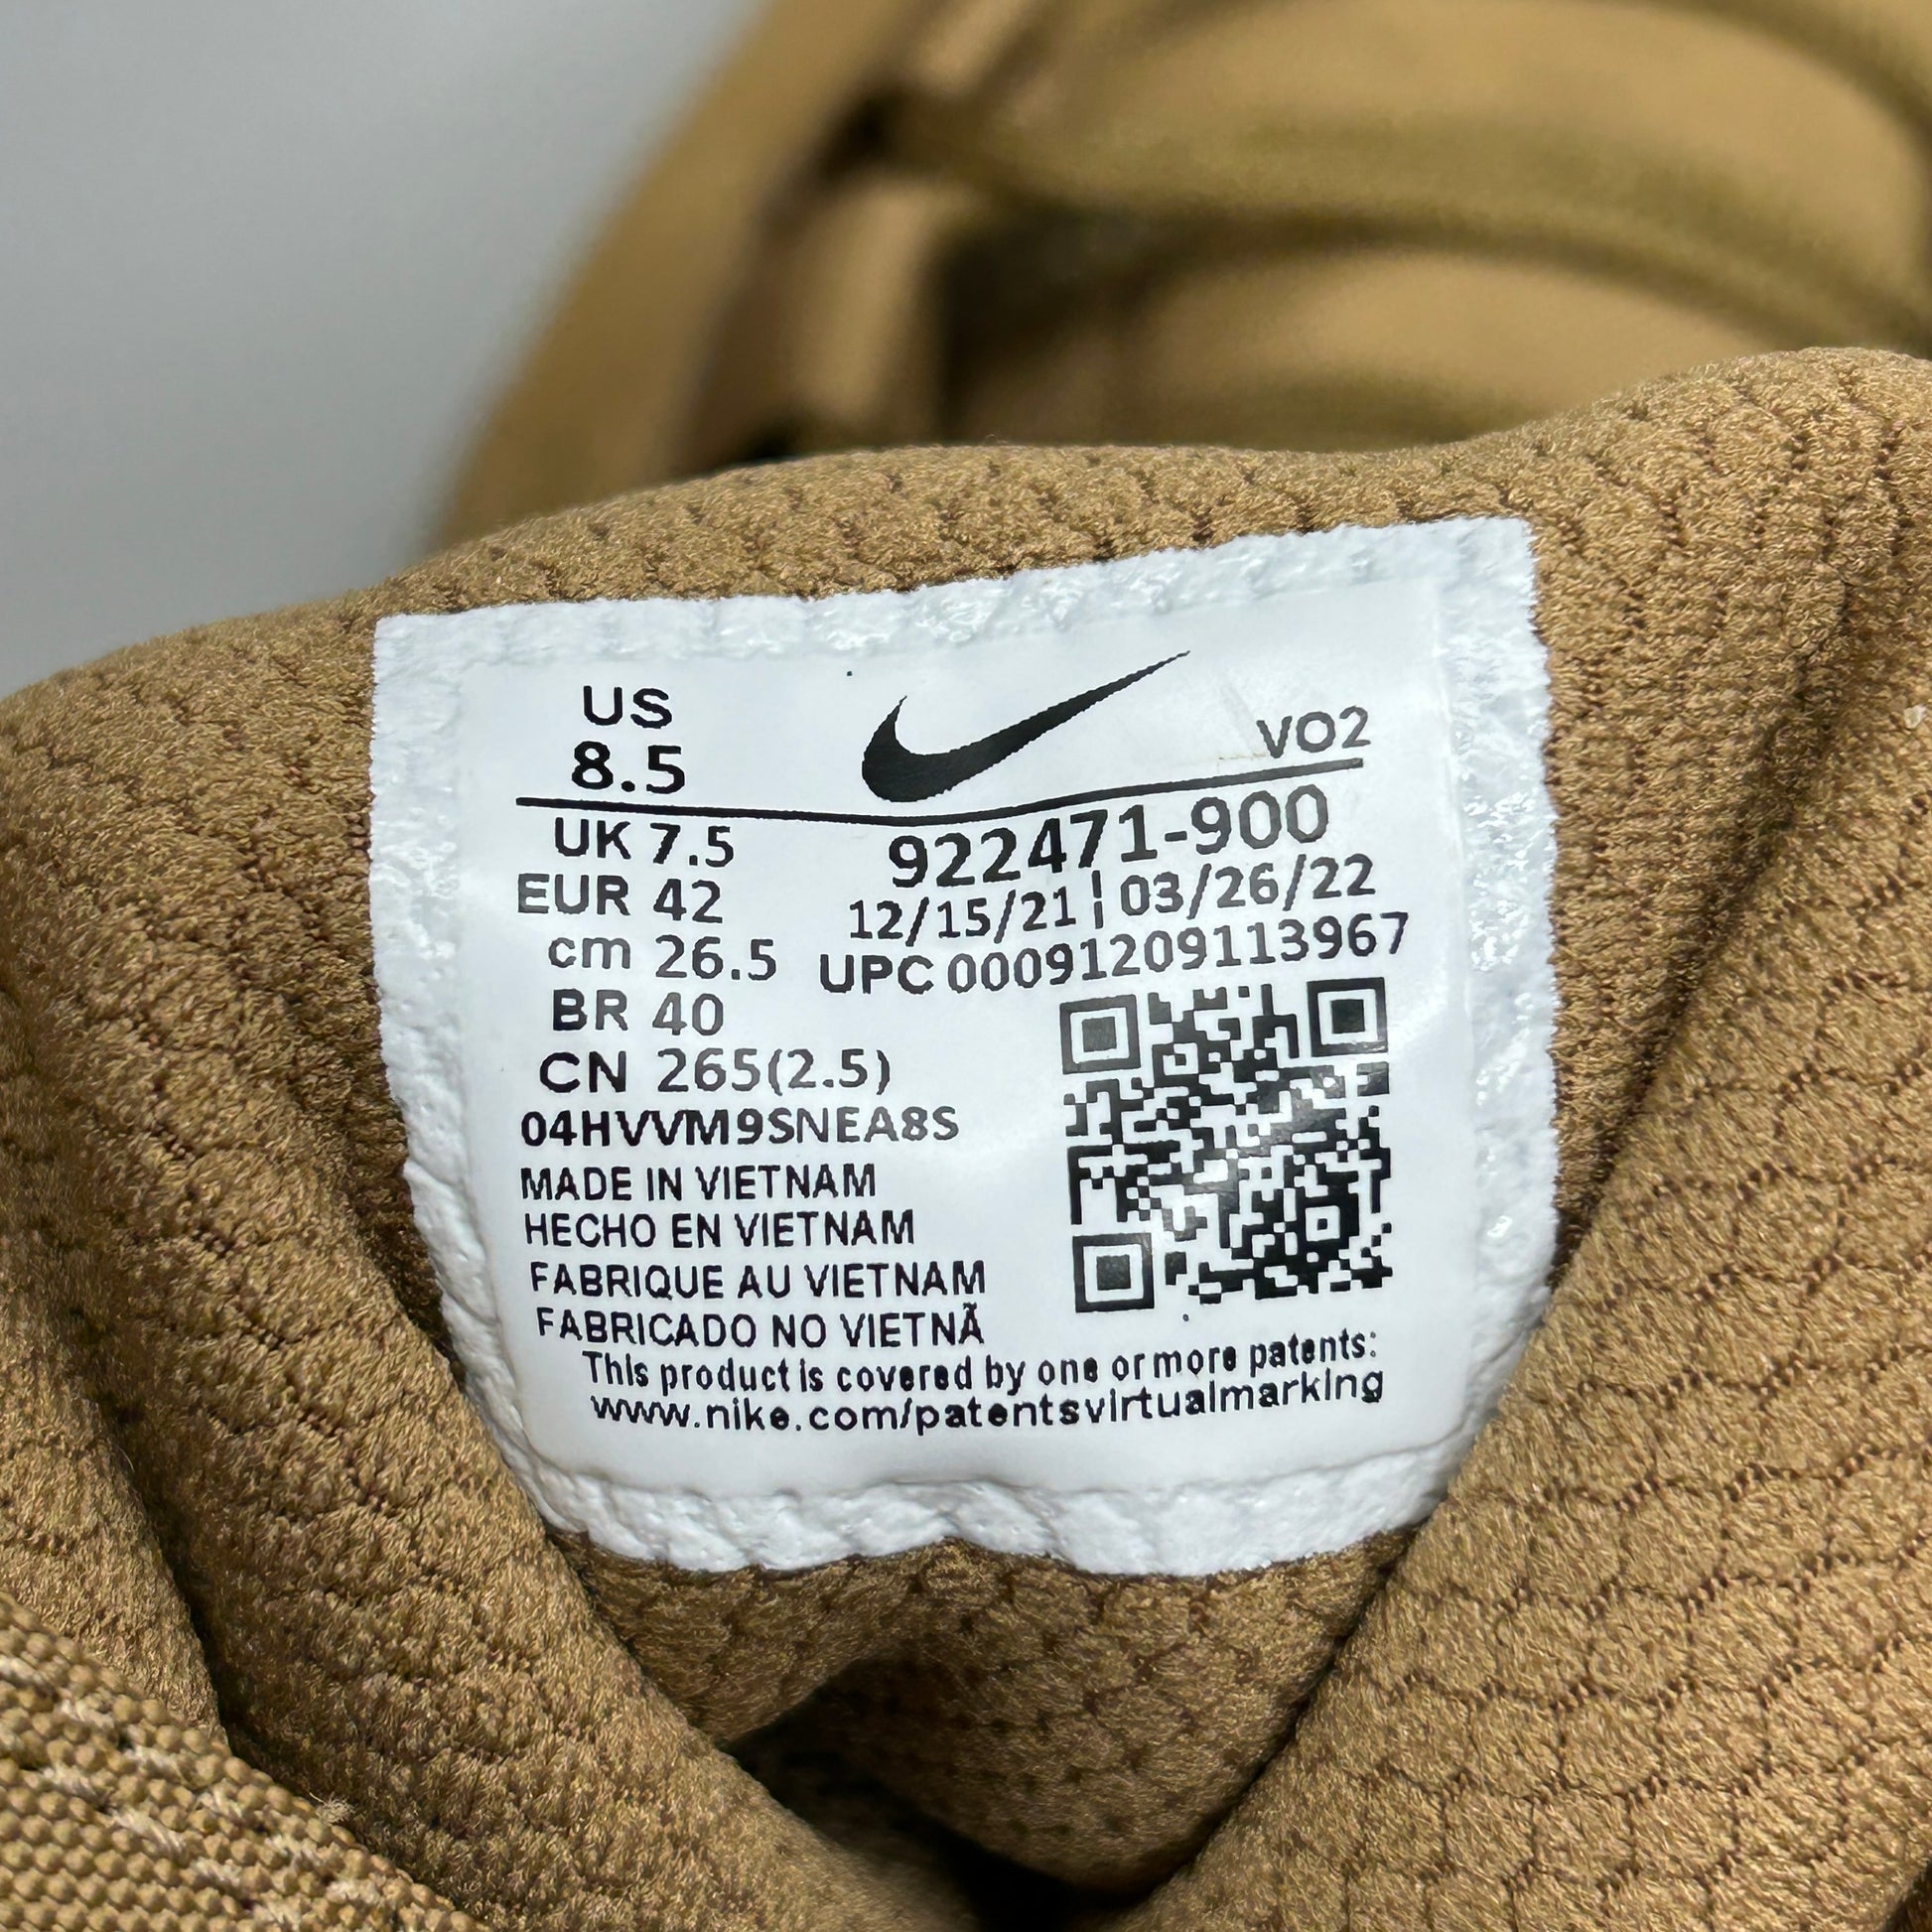 US
8.5
VO2
UK 7.5
922471-900
EUR 42
12/15/21 ¦ 03/26/22
cm 26.5
UPC 00091209113967
BR 40
CN 265(2.5)
04HVVM9SNEA8S
MADE IN VIETNAM
HECHO EN VIETNAM
FABRIQUE AU VIETNAM
FABRICADO NO VIETNÃ
This product is covered by one or more patents:
www.nike.com/patentsvirtualmarking